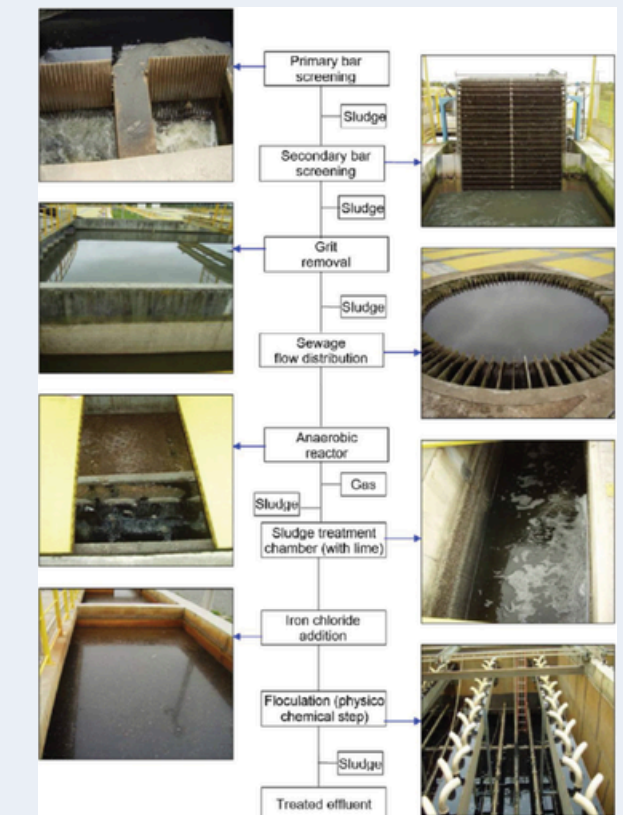 Primary bar
screening
Sludge
Secondary bar
screening
Sludge
Grit
removal
Sludge
Sewage
flow distribution
Anaerobic
reactor
Gas
Sludge
Sludge treatment
chamber (with lime)
Iron chloride
addition
Floculation (physico
chemical step)
Sludge
Treated effluent